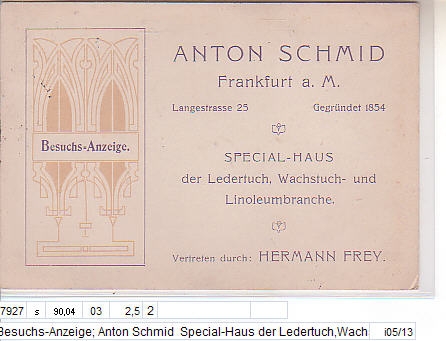 Besuchs-Anzeige.
ANTON SCHMID
Frankfurt a. M.
Langestrasse 25 Gegründet 1854
SPECIAL-HAUS
der Ledertuch, Wachstuch- und
Linoleumbranche.
Vertreten durch: HERMANN FREY.
7927 s 90,04 03 2,5 2
Besuchs-Anzeige; Anton Schmid Special-Haus der Ledertuch,Wach i05/13